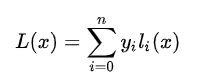 L(x) = \sum_{i=0}^{n} y_i l_i(x)